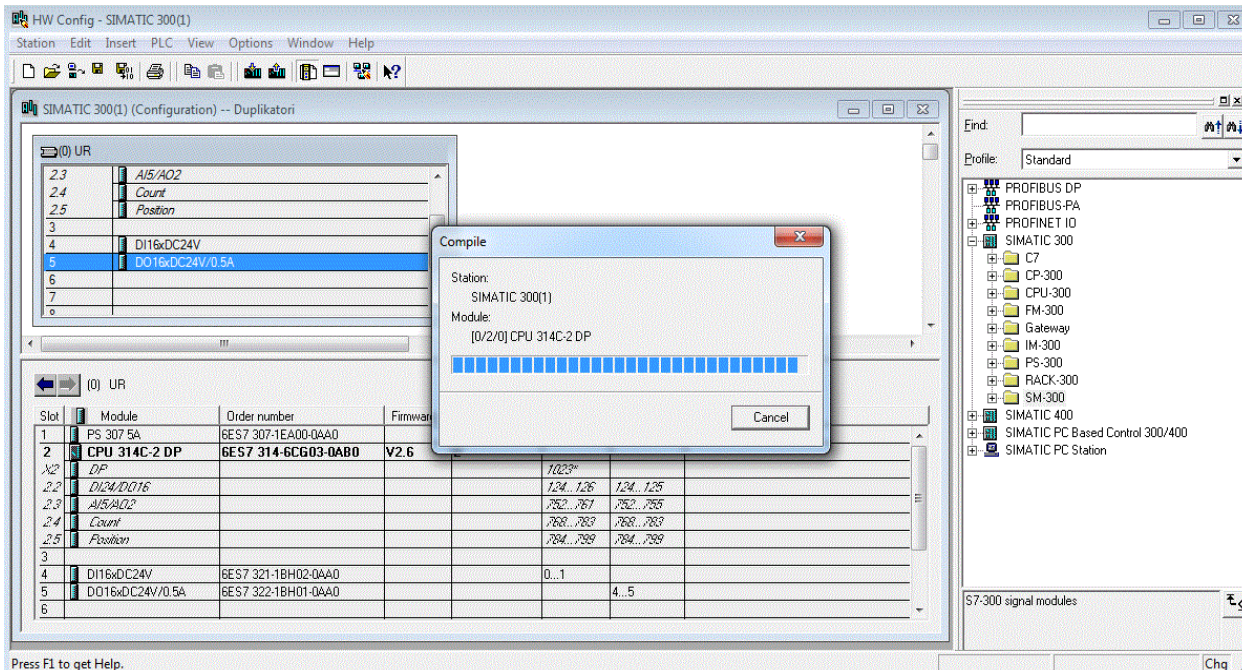 HW Config - SIMATIC 300(1)
Station Edit Insert PLC View Options Window Help
SIMATIC 300(1) (Configuration) -- Duplikatori
(0) UR
2.3 AI5/AO2
2.4 Count
2.5 Position
3
4 DI16xDC24V
5 DO16xDC24V/0.5A
6
7
Compile
Station:
SIMATIC 300(1)
Module:
[0/2/0] CPU 314C-2 DP
Cancel
(0) UR
Slot Module Order number Firmwar
1 PS 307 5A 6ES7 307-1EA00-0AA0
2 CPU 314C-2 DP 6ES7 314-6CG03-0AB0 V2.6
X2 DP 1023*
2.2 DI24/DO16 124...126 124...125
2.3 AI5/AO2 752...761 752...755
2.4 Count 768...783 768...783
2.5 Position 784...799 784...799
3
4 DI16xDC24V 6ES7 321-1BH02-0AA0 0...1
5 DO16xDC24V/0.5A 6ES7 322-1BH01-0AA0 4...5
6
Find:
Profile: Standard
PROFIBUS DP
PROFIBUS-PA
PROFINET IO
SIMATIC 300
C7
CP-300
CPU-300
FM-300
Gateway
IM-300
PS-300
RACK-300
SM-300
SIMATIC 400
SIMATIC PC Based Control 300/400
SIMATIC PC Station
S7-300 signal modules
Press F1 to get Help.
Chg